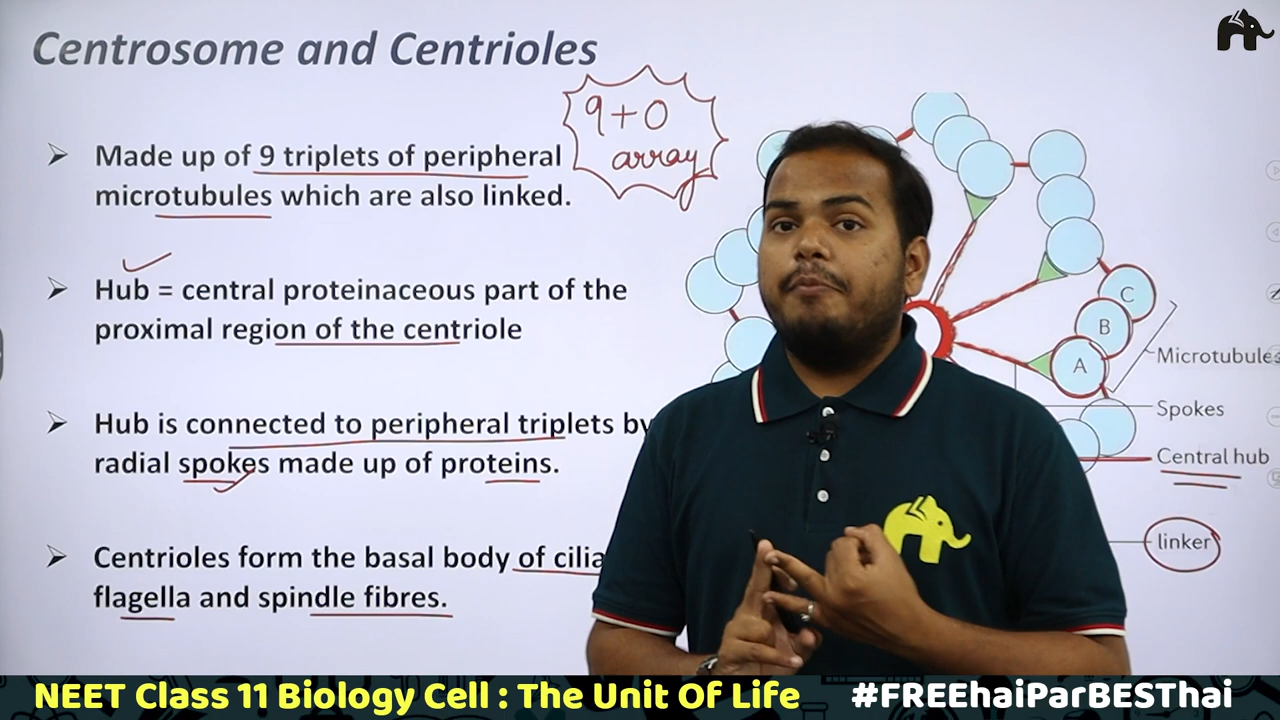 Centrosome and Centrioles
9+0
array
➢ Made up of 9 triplets of peripheral
microtubules which are also linked.
➢ Hub = central proteinaceous part of the
proximal region of the centriole
➢ Hub is connected to peripheral triplets by
radial spokes made up of proteins.
➢ Centrioles form the basal body of cilia
flagella and spindle fibres.
C
B
A
Microtubules
Spokes
Central hub
linker
NEET Class 11 Biology Cell : The Unit Of Life #FREEhaiParBESThai